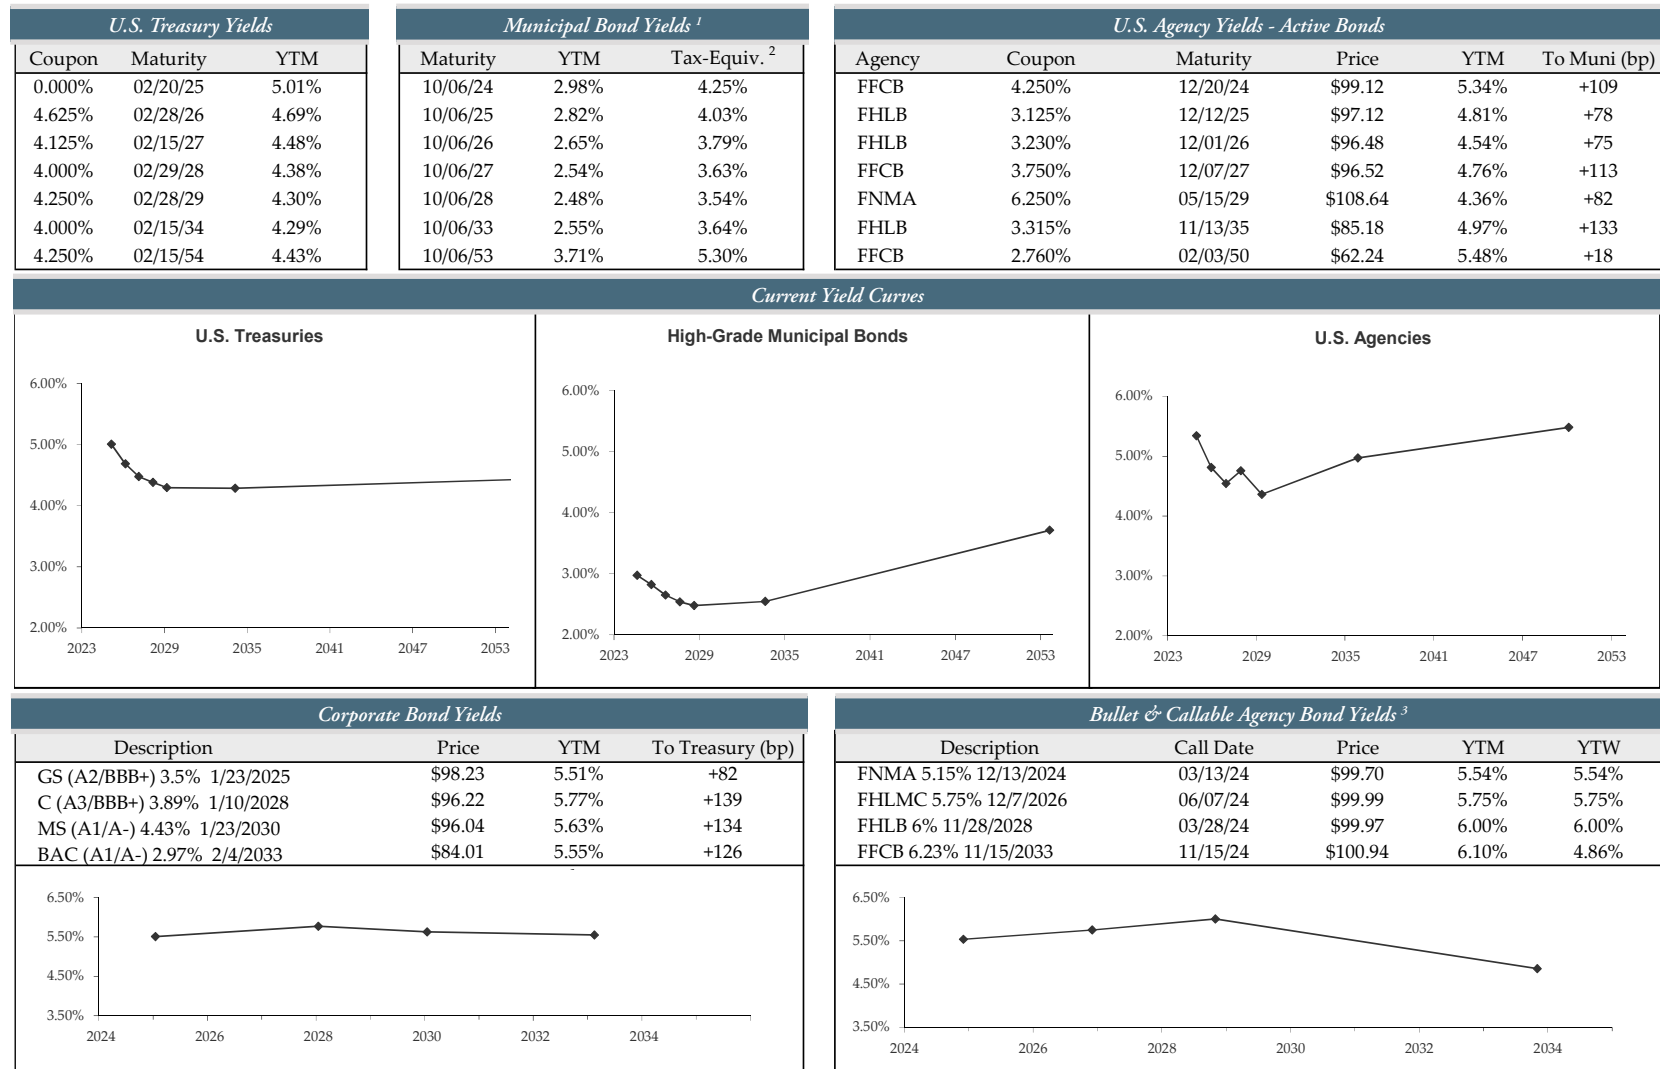 U.S. Treasury Yields
Coupon Maturity YTM
0.000% 02/20/25 5.01%
4.625% 02/28/26 4.69%
4.125% 02/15/27 4.48%
4.000% 02/29/28 4.38%
4.250% 02/28/29 4.30%
4.000% 02/15/34 4.29%
4.250% 02/15/54 4.43%
Municipal Bond Yields 1
Maturity YTM Tax-Equiv. 2
10/06/24 2.98% 4.25%
10/06/25 2.82% 4.03%
10/06/26 2.65% 3.79%
10/06/27 2.54% 3.63%
10/06/28 2.48% 3.54%
10/06/33 2.55% 3.64%
10/06/53 3.71% 5.30%
U.S. Agency Yields - Active Bonds
Agency Coupon Maturity Price YTM To Muni (bp)
FFCB 4.250% 12/20/24 $99.12 5.34% +109
FHLB 3.125% 12/12/25 $97.12 4.81% +78
FHLB 3.230% 12/01/26 $96.48 4.54% +75
FFCB 3.750% 12/07/27 $96.52 4.76% +113
FNMA 6.250% 05/15/29 $108.64 4.36% +82
FHLB 3.315% 11/13/35 $85.18 4.97% +133
FFCB 2.760% 02/03/50 $62.24 5.48% +18
Current Yield Curves
U.S. Treasuries
6.00%
5.00%
4.00%
3.00%
2.00%
2023 2029 2035 2041 2047 2053
High-Grade Municipal Bonds
6.00%
5.00%
4.00%
3.00%
2.00%
2023 2029 2035 2041 2047 2053
U.S. Agencies
6.00%
5.00%
4.00%
3.00%
2.00%
2023 2029 2035 2041 2047 2053
Corporate Bond Yields
Description Price YTM To Treasury (bp)
GS (A2/BBB+) 3.5% 1/23/2025 $98.23 5.51% +82
C (A3/BBB+) 3.89% 1/10/2028 $96.22 5.77% +139
MS (A1/A-) 4.43% 1/23/2030 $96.04 5.63% +134
BAC (A1/A-) 2.97% 2/4/2033 $84.01 5.55% +126
6.50%
5.50%
4.50%
3.50%
2024 2026 2028 2030 2032 2034
Bullet & Callable Agency Bond Yields 3
Description Call Date Price YTM YTW
FNMA 5.15% 12/13/2024 03/13/24 $99.70 5.54% 5.54%
FHLMC 5.75% 12/7/2026 06/07/24 $99.99 5.75% 5.75%
FHLB 6% 11/28/2028 03/28/24 $99.97 6.00% 6.00%
FFCB 6.23% 11/15/2033 11/15/24 $100.94 6.10% 4.86%
6.50%
5.50%
4.50%
3.50%
2024 2026 2028 2030 2032 2034